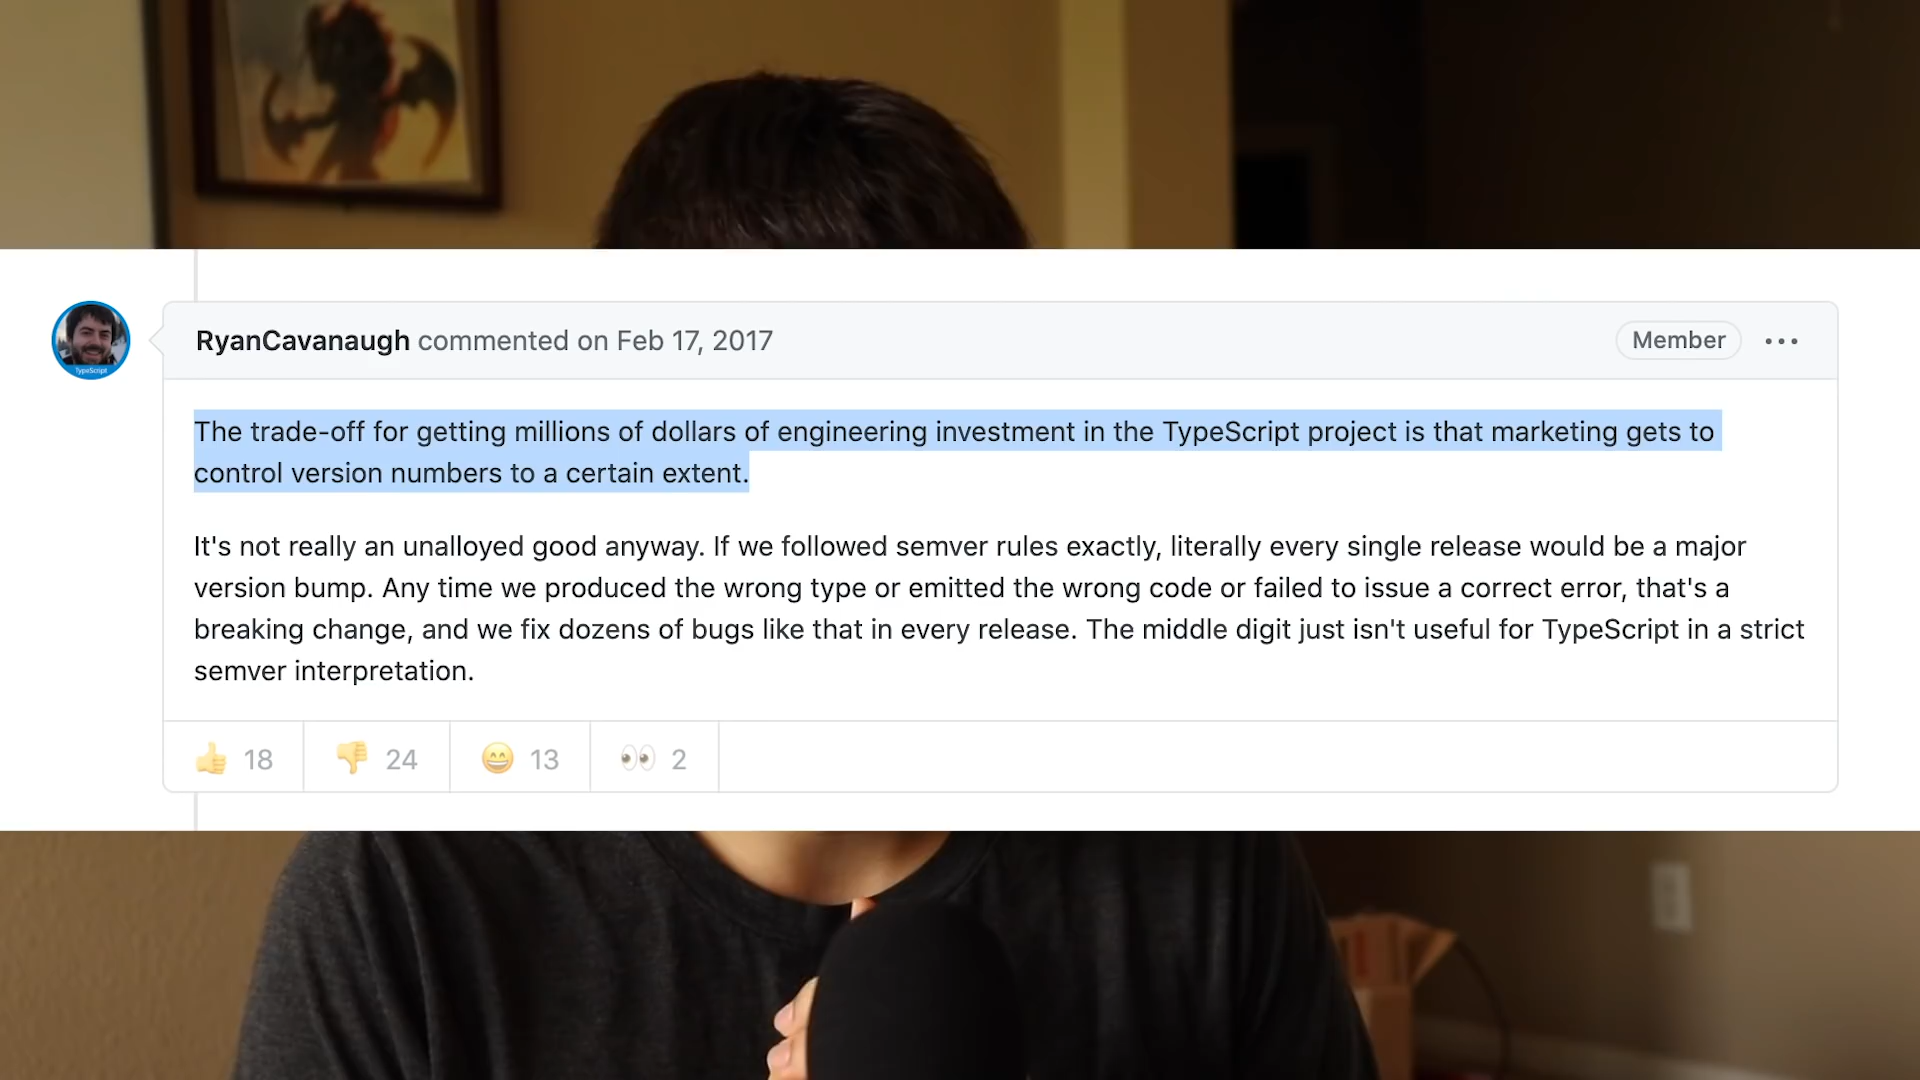 RyanCavanaugh commented on Feb 17, 2017
Member
TypeScript
The trade-off for getting millions of dollars of engineering investment in the TypeScript project is that marketing gets to
control version numbers to a certain extent.
It's not really an unalloyed good anyway. If we followed semver rules exactly, literally every single release would be a major
version bump. Any time we produced the wrong type or emitted the wrong code or failed to issue a correct error, that's a
breaking change, and we fix dozens of bugs like that in every release. The middle digit just isn't useful for TypeScript in a strict
semver interpretation.
18
24
13
2